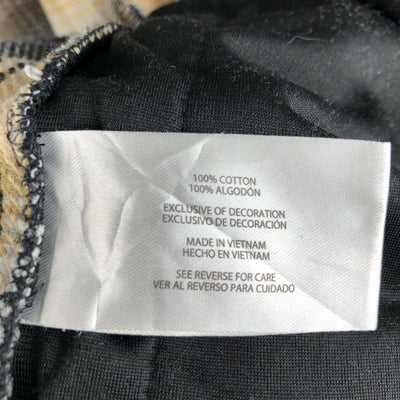 100% COTTON
100% ALGODÓN
EXCLUSIVE OF DECORATION
EXCLUSIVO DE DECORACIÓN
MADE IN VIETNAM
HECHO EN VIETNAM
SEE REVERSE FOR CARE
VER AL REVERSO PARA CUIDADO